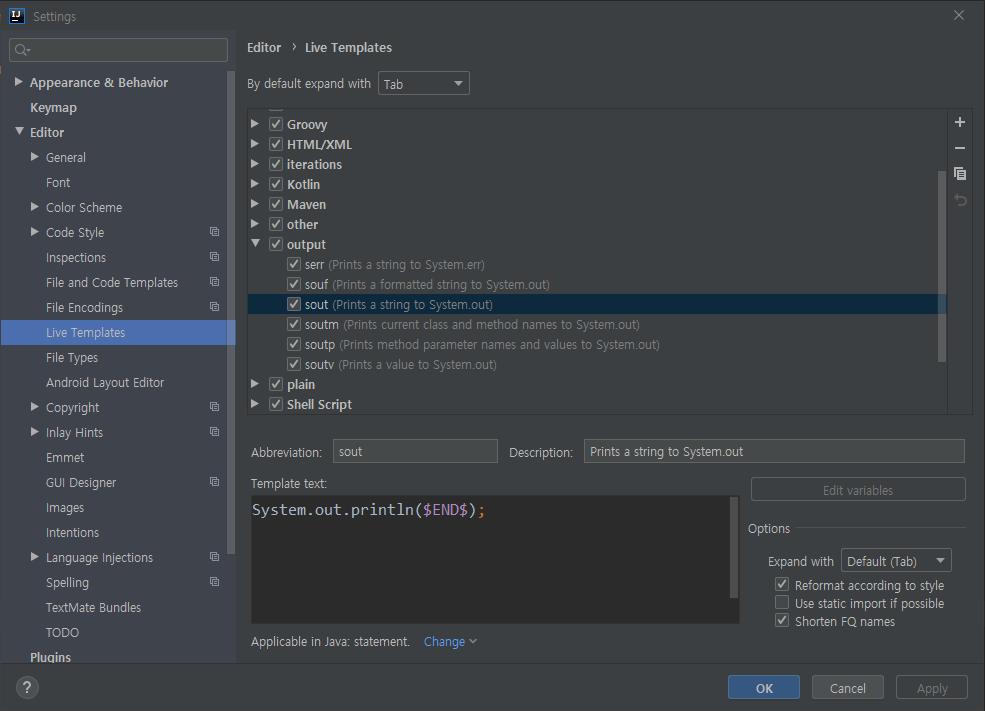 Settings
Appearance & Behavior
Keymap
Editor
General
Font
Color Scheme
Code Style
Inspections
File and Code Templates
File Encodings
Live Templates
File Types
Android Layout Editor
Copyright
Inlay Hints
Emmet
GUI Designer
Images
Intentions
Language Injections
Spelling
TextMate Bundles
TODO
Plugins
Editor › Live Templates
By default expand with Tab
Groovy
HTML/XML
iterations
Kotlin
Maven
other
output
serr (Prints a string to System.err)
souf (Prints a formatted string to System.out)
sout (Prints a string to System.out)
soutm (Prints current class and method names to System.out)
soutp (Prints method parameter names and values to System.out)
soutv (Prints a value to System.out)
plain
Shell Script
Abbreviation: sout Description: Prints a string to System.out
Template text:
System.out.println($END$);
Edit variables
Options
Expand with Default (Tab)
Reformat according to style
Use static import if possible
Shorten FQ names
Applicable in Java: statement. Change
? OK Cancel Apply